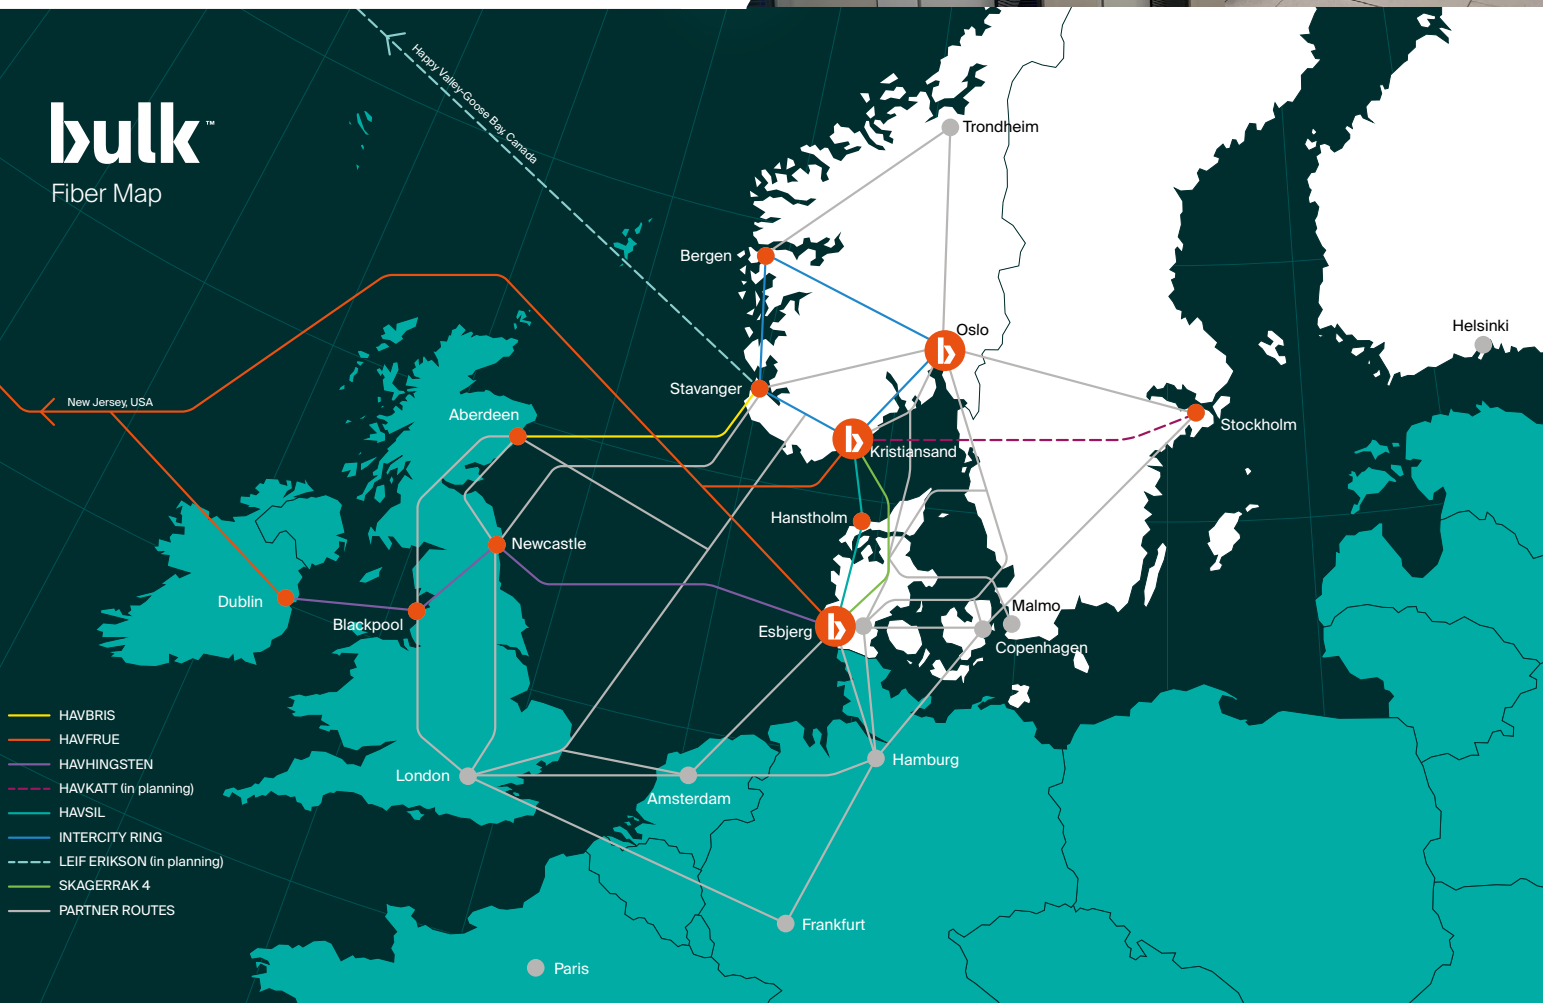 bulk™
Fiber Map
Happy Valley-Goose Bay, Canada
Trondheim
Bergen
Oslo
Helsinki
Stavanger
New Jersey, USA
Aberdeen
Stockholm
Kristiansand
Hanstholm
Newcastle
Dublin
Blackpool
Esbjerg
Malmo
Copenhagen
HAVBRIS
HAVFRUE
HAVHINGSTEN
HAVKATT (in planning)
HAVSIL
INTERCITY RING
LEIF ERIKSON (in planning)
SKAGERRAK 4
PARTNER ROUTES
London
Hamburg
Amsterdam
Frankfurt
Paris